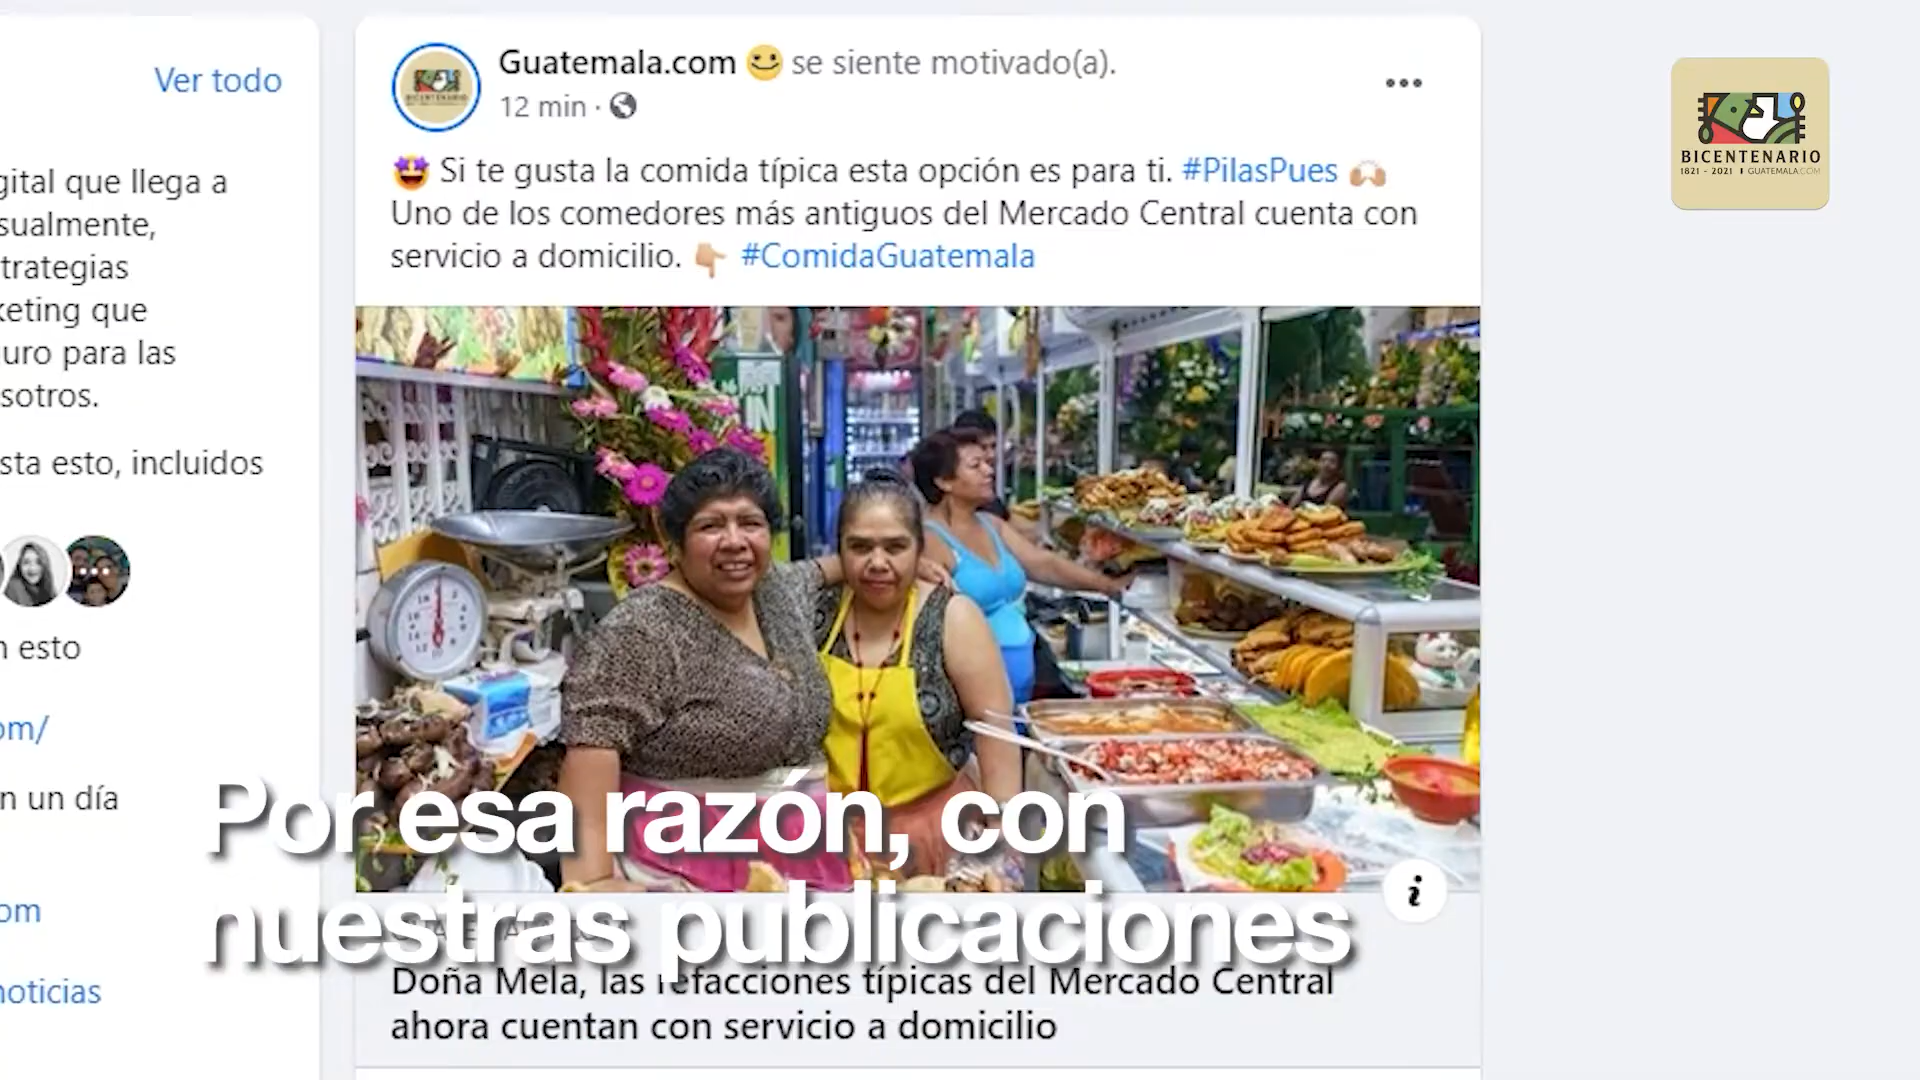 Ver todo
gital que llega a
sualmente,
trategias
keting que
uro para las
sotros.
sta esto, incluidos
n esto
om/
n un día
om
noticias
Guatemala.com se siente motivado(a).
12 min ·
Si te gusta la comida típica esta opción es para ti. #PilasPues
Uno de los comedores más antiguos del Mercado Central cuenta con
servicio a domicilio. #ComidaGuatemala
Por esa razón, con
nuestras publicaciones
Doña Mela, las refacciones típicas del Mercado Central
ahora cuentan con servicio a domicilio
BICENTENARIO
1821 - 2021 | GUATEMALA.COM